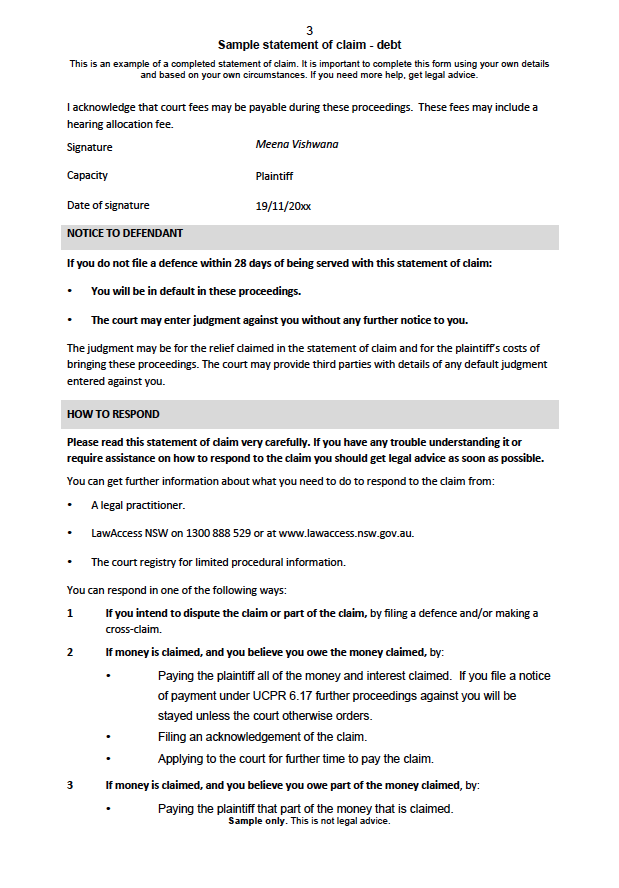 3
Sample statement of claim - debt
This is an example of a completed statement of claim. It is important to complete this form using your own details
and based on your own circumstances. If you need more help, get legal advice.
I acknowledge that court fees may be payable during these proceedings.  These fees may include a
hearing allocation fee.
Signature Meena Vishwana
Capacity Plaintiff
Date of signature 19/11/20xx
NOTICE TO DEFENDANT
If you do not file a defence within 28 days of being served with this statement of claim:
• You will be in default in these proceedings.
• The court may enter judgment against you without any further notice to you.
The judgment may be for the relief claimed in the statement of claim and for the plaintiff’s costs of
bringing these proceedings. The court may provide third parties with details of any default judgment
entered against you.
HOW TO RESPOND
Please read this statement of claim very carefully. If you have any trouble understanding it or
require assistance on how to respond to the claim you should get legal advice as soon as possible.
You can get further information about what you need to do to respond to the claim from:
• A legal practitioner.
• LawAccess NSW on 1300 888 529 or at www.lawaccess.nsw.gov.au.
• The court registry for limited procedural information.
You can respond in one of the following ways:
1 If you intend to dispute the claim or part of the claim, by filing a defence and/or making a
cross-claim.
2 If money is claimed, and you believe you owe the money claimed, by:
• Paying the plaintiff all of the money and interest claimed.  If you file a notice
of payment under UCPR 6.17 further proceedings against you will be
stayed unless the court otherwise orders.
• Filing an acknowledgement of the claim.
• Applying to the court for further time to pay the claim.
3 If money is claimed, and you believe you owe part of the money claimed, by:
• Paying the plaintiff that part of the money that is claimed.
Sample only. This is not legal advice.